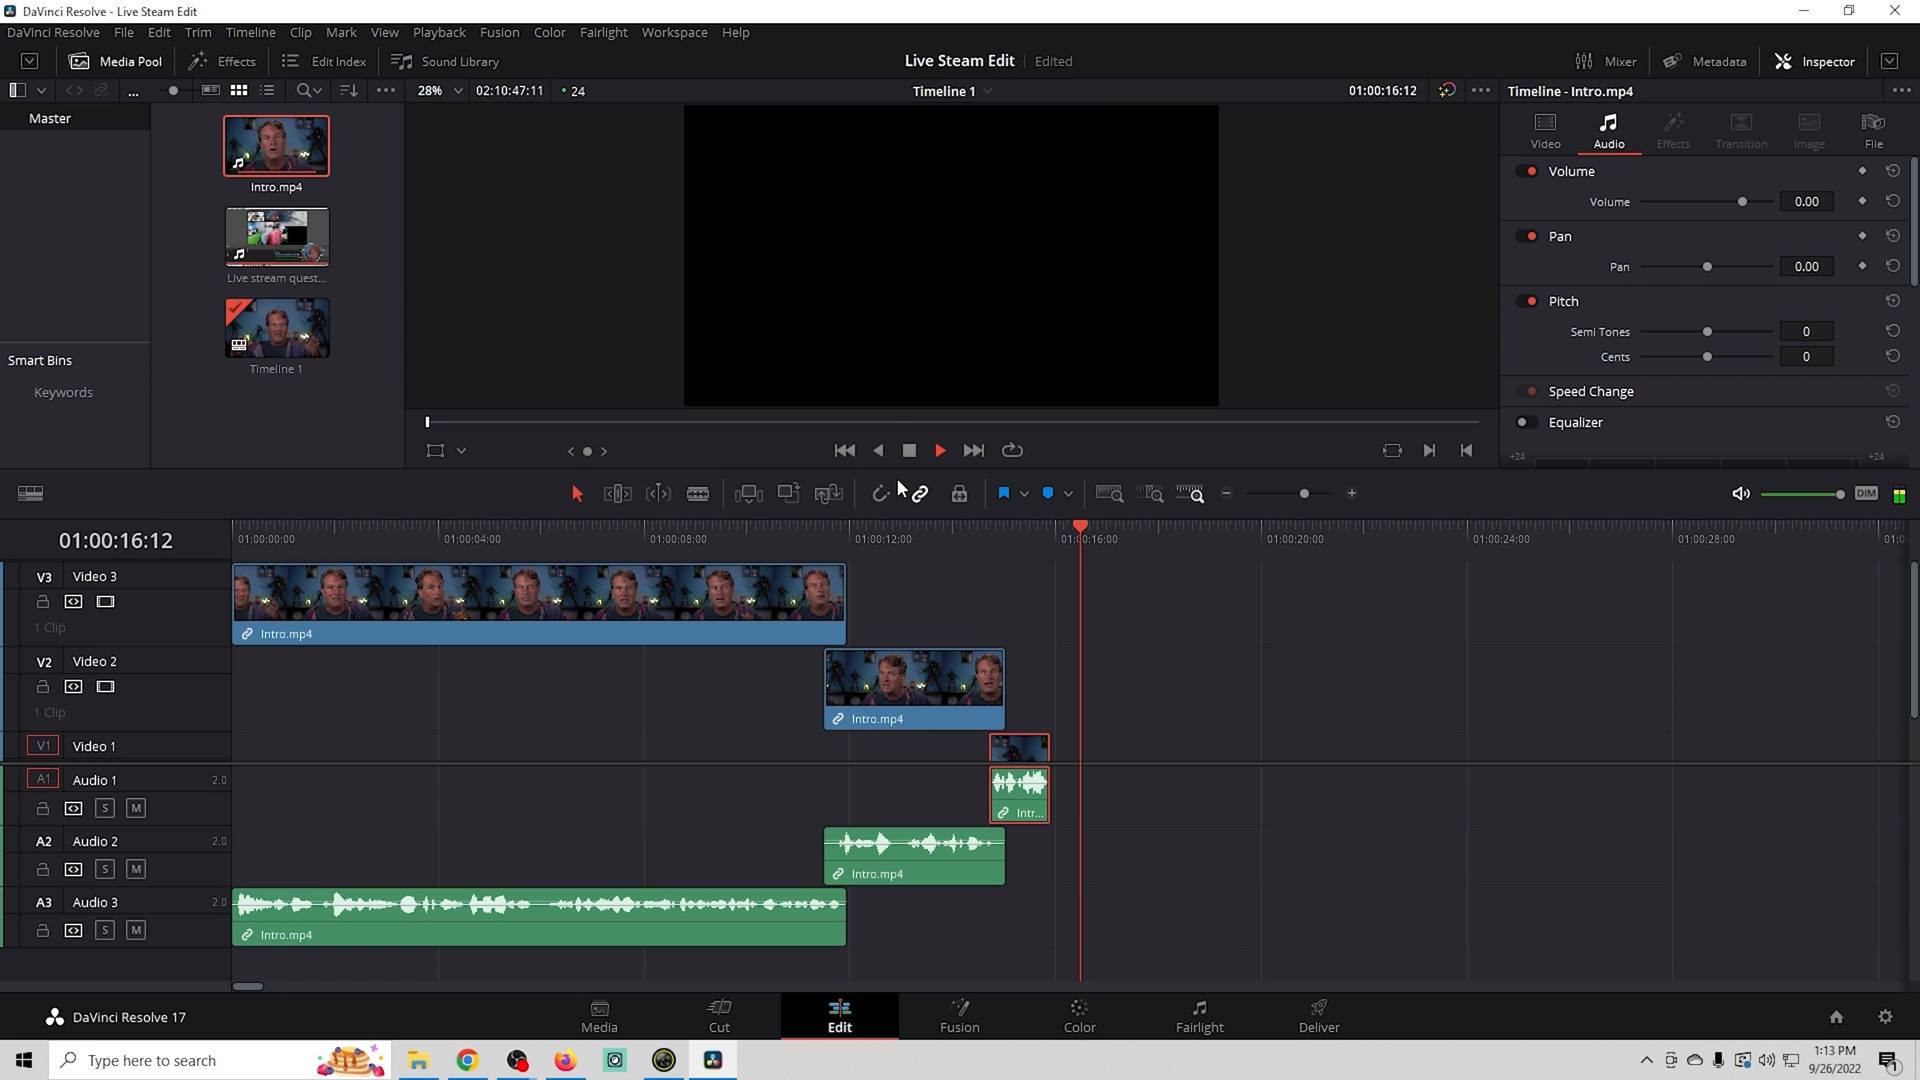 DaVinci Resolve - Live Steam Edit
DaVinci Resolve File Edit Trim Timeline Clip Mark View Playback Fusion Color Fairlight Workspace Help
Media Pool Effects Edit Index Sound Library Live Steam Edit Edited Mixer Metadata Inspector
28% 02:10:47:11 24 Timeline 1 01:00:16:12 Timeline - Intro.mp4
Master
Intro.mp4
Live stream quest...
Timeline 1
Smart Bins
Keywords
Video Audio Effects Transition Image File
Volume
Volume 0.00
Pan
Pan 0.00
Pitch
Semi Tones 0
Cents 0
Speed Change
Equalizer
+24 +24
DIM
01:00:16:12
01:00:00:00 01:00:04:00 01:00:08:00 01:00:12:00 01:00:16:00 01:00:20:00 01:00:24:00 01:00:28:00 01:0
V3 Video 3
1 Clip
Intro.mp4
V2 Video 2
1 Clip
Intro.mp4
V1 Video 1
A1 Audio 1 2.0
S M
Intr...
A2 Audio 2 2.0
S M
Intro.mp4
A3 Audio 3 2.0
S M
Intro.mp4
DaVinci Resolve 17
Media Cut Edit Fusion Color Fairlight Deliver
Type here to search
1:13 PM
9/26/2022
1